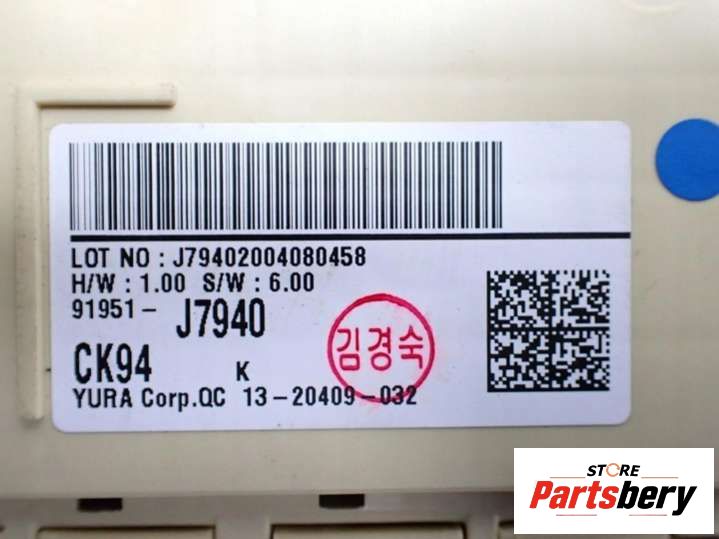 LOT NO : J79402004080458
H/W : 1.00 S/W : 6.00
91951- J7940
김경숙
CK94 K
YURA Corp.QC 13-20409-032
STORE
Partsbery